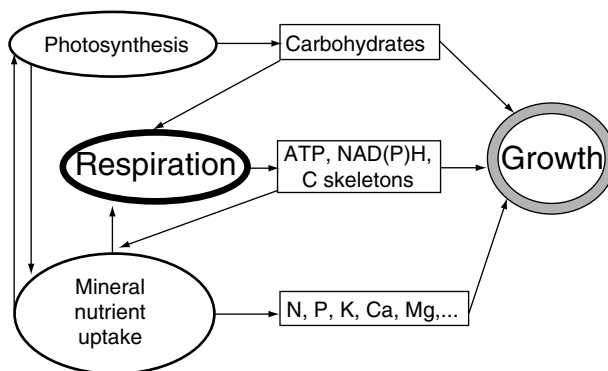 Photosynthesis
Carbohydrates
Respiration
ATP, NAD(P)H,
C skeletons
Growth
Mineral
nutrient
uptake
N, P, K, Ca, Mg,...